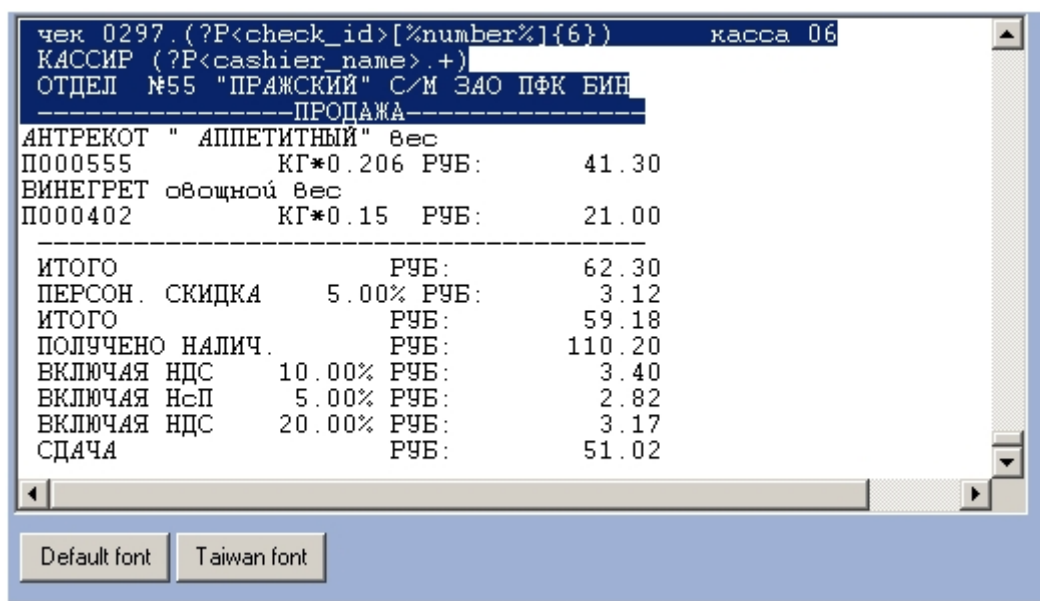 чек 0297.(?P<check_id>[%number%]{6}) касса 06
КАССИР (?P<cashier_name>.+)
ОТДЕЛ №55 "ПРАЖСКИЙ" С/М ЗАО ПФК БИН
----------------ПРОДАЖА---------------
АНТРЕКОТ " АППЕТИТНЫЙ" вес
П000555 КГ*0.206 РУБ: 41.30
ВИНЕГРЕТ овощной вес
П000402 КГ*0.15 РУБ: 21.00
--------------------------------------
ИТОГО РУБ: 62.30
ПЕРСОН. СКИДКА 5.00% РУБ: 3.12
ИТОГО РУБ: 59.18
ПОЛУЧЕНО НАЛИЧ. РУБ: 110.20
ВКЛЮЧАЯ НДС 10.00% РУБ: 3.40
ВКЛЮЧАЯ НсП 5.00% РУБ: 2.82
ВКЛЮЧАЯ НДС 20.00% РУБ: 3.17
СДАЧА РУБ: 51.02
Default font Taiwan font